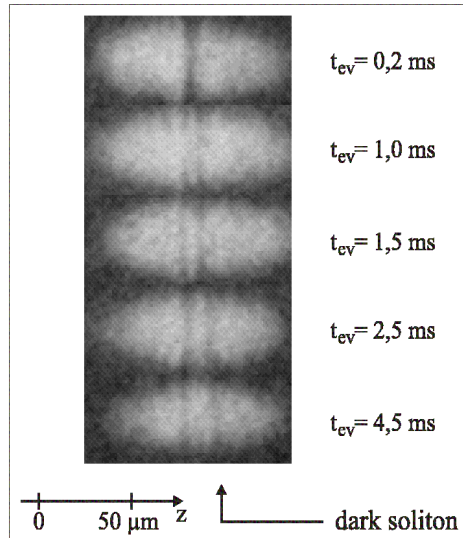 t_ev= 0,2 ms
t_ev= 1,0 ms
t_ev= 1,5 ms
t_ev= 2,5 ms
t_ev= 4,5 ms
z
0 50 μm
dark soliton